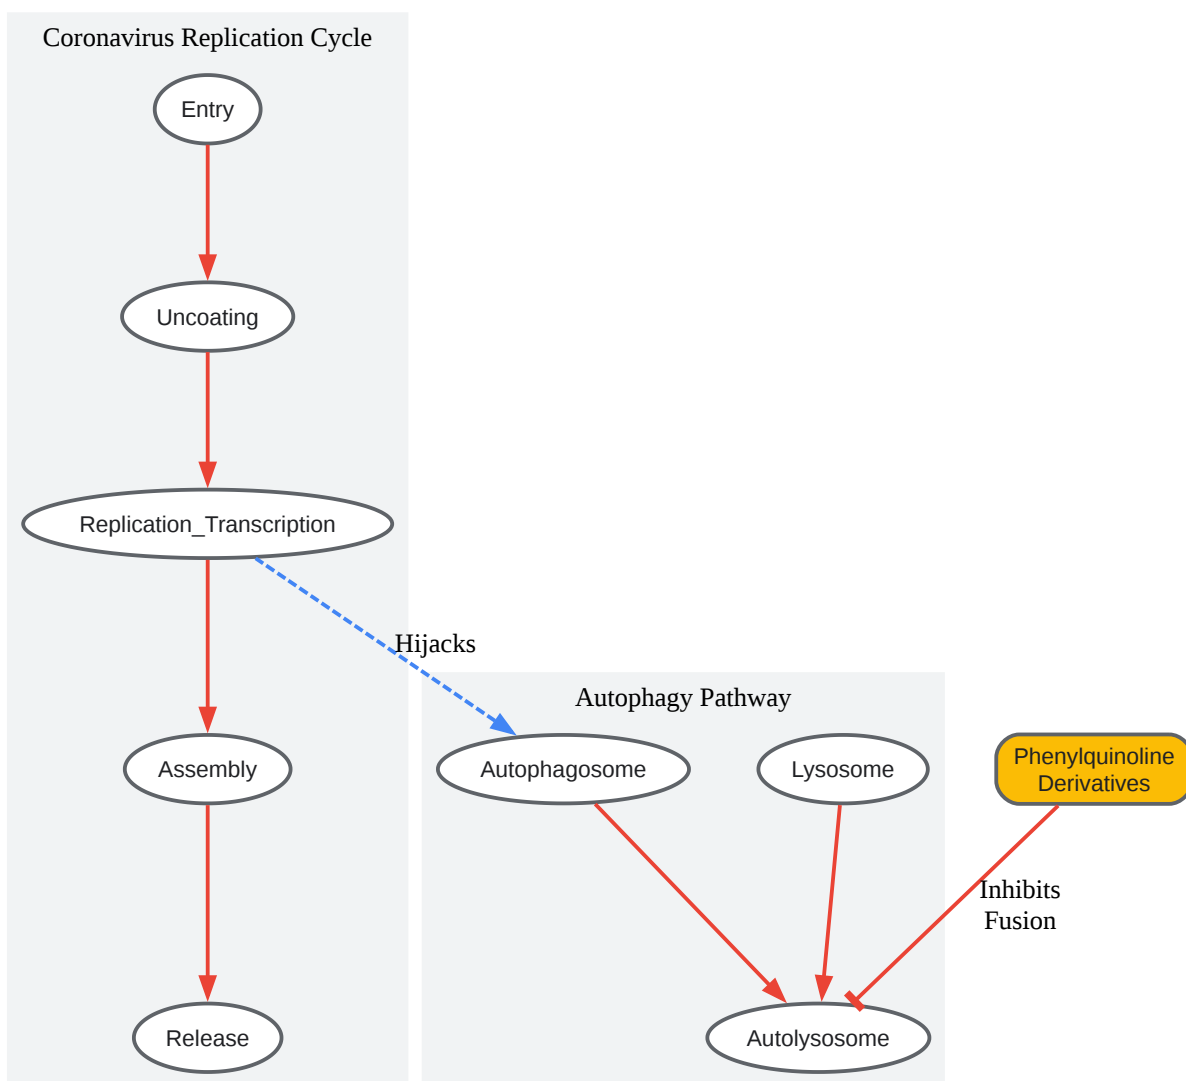 Coronavirus Replication Cycle
Entry
Uncoating
Replication_Transcription
Hijacks
Assembly
Release
Autophagy Pathway
Autophagosome
Lysosome
Phenylquinoline
Derivatives
Inhibits
Fusion
Autolysosome